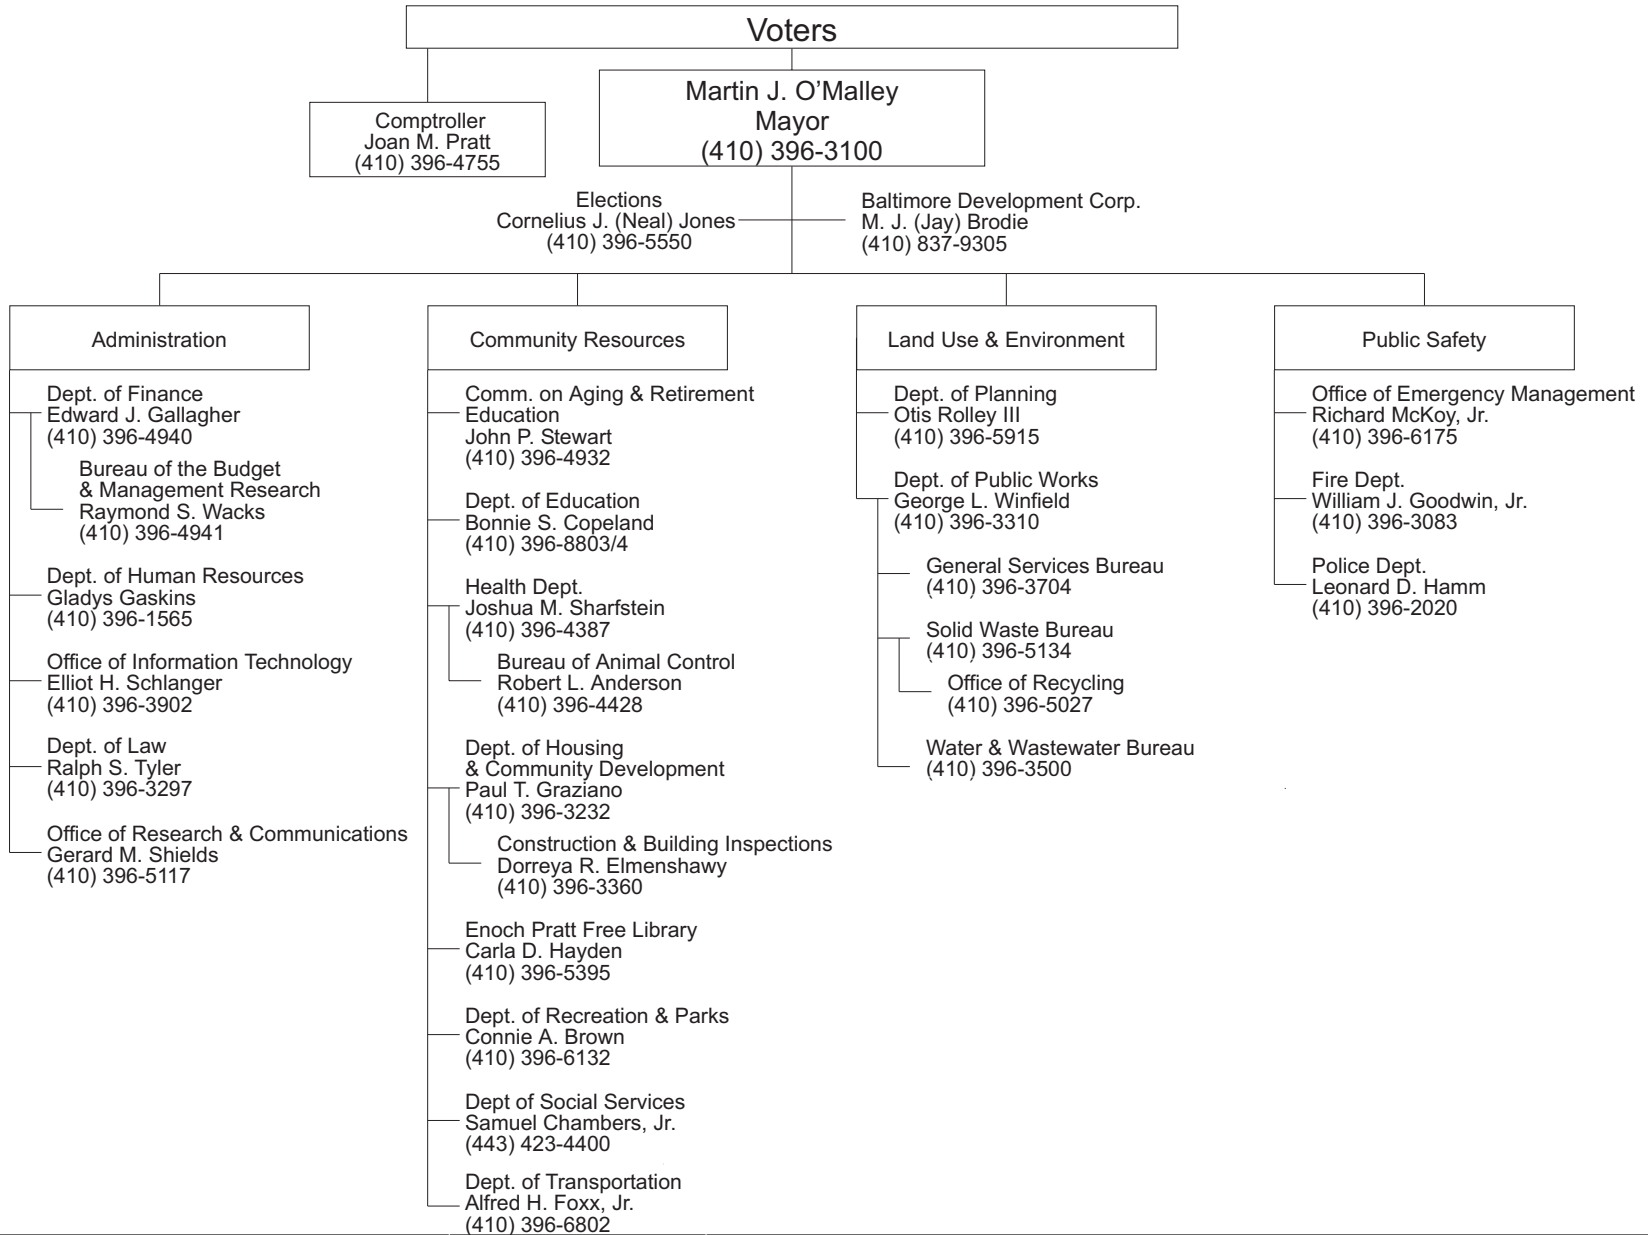 Voters
Martin J. O’Malley
Mayor
(410) 396-3100
Comptroller
Joan M. Pratt
(410) 396-4755
Elections
Cornelius J. (Neal) Jones
(410) 396-5550
Baltimore Development Corp.
M. J. (Jay) Brodie
(410) 837-9305
Administration
Dept. of Finance
Edward J. Gallagher
(410) 396-4940
Bureau of the Budget
& Management Research
Raymond S. Wacks
(410) 396-4941
Dept. of Human Resources
Gladys Gaskins
(410) 396-1565
Office of Information Technology
Elliot H. Schlanger
(410) 396-3902
Dept. of Law
Ralph S. Tyler
(410) 396-3297
Office of Research & Communications
Gerard M. Shields
(410) 396-5117
Community Resources
Comm. on Aging & Retirement
Education
John P. Stewart
(410) 396-4932
Dept. of Education
Bonnie S. Copeland
(410) 396-8803/4
Health Dept.
Joshua M. Sharfstein
(410) 396-4387
Bureau of Animal Control
Robert L. Anderson
(410) 396-4428
Dept. of Housing
& Community Development
Paul T. Graziano
(410) 396-3232
Construction & Building Inspections
Dorreya R. Elmenshawy
(410) 396-3360
Enoch Pratt Free Library
Carla D. Hayden
(410) 396-5395
Dept. of Recreation & Parks
Connie A. Brown
(410) 396-6132
Dept of Social Services
Samuel Chambers, Jr.
(443) 423-4400
Dept. of Transportation
Alfred H. Foxx, Jr.
(410) 396-6802
Land Use & Environment
Dept. of Planning
Otis Rolley III
(410) 396-5915
Dept. of Public Works
George L. Winfield
(410) 396-3310
General Services Bureau
(410) 396-3704
Solid Waste Bureau
(410) 396-5134
Office of Recycling
(410) 396-5027
Water & Wastewater Bureau
(410) 396-3500
Public Safety
Office of Emergency Management
Richard McKoy, Jr.
(410) 396-6175
Fire Dept.
William J. Goodwin, Jr.
(410) 396-3083
Police Dept.
Leonard D. Hamm
(410) 396-2020